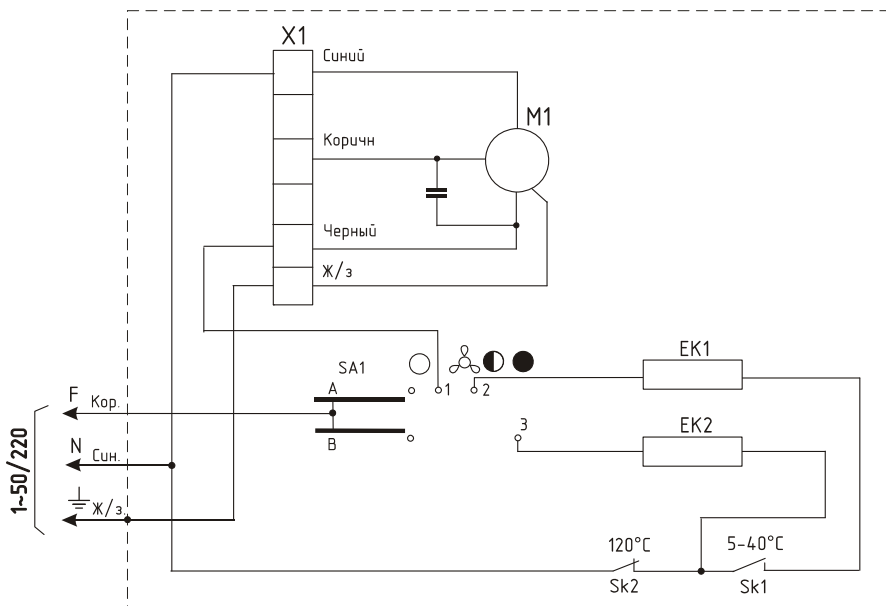 X1
Синий
M1
Коричн
Черный
Ж/з
SA1
EK1
A
1
2
F
Кор.
B
3
EK2
N
Син.
1~50/220
Ж/з.
120°C
5-40°C
Sk2
Sk1